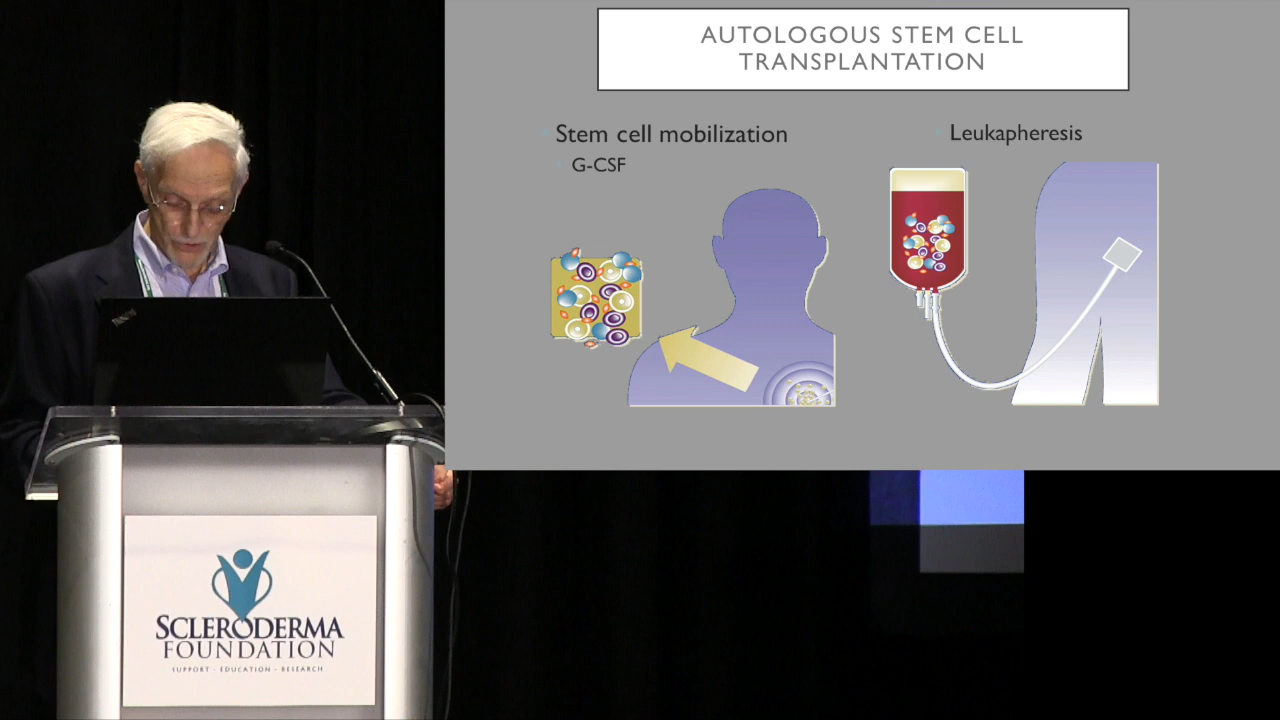 AUTOLOGOUS STEM CELL
TRANSPLANTATION
Stem cell mobilization
G-CSF
Leukapheresis
SCLERODERMA
FOUNDATION
SUPPORT · EDUCATION · RESEARCH